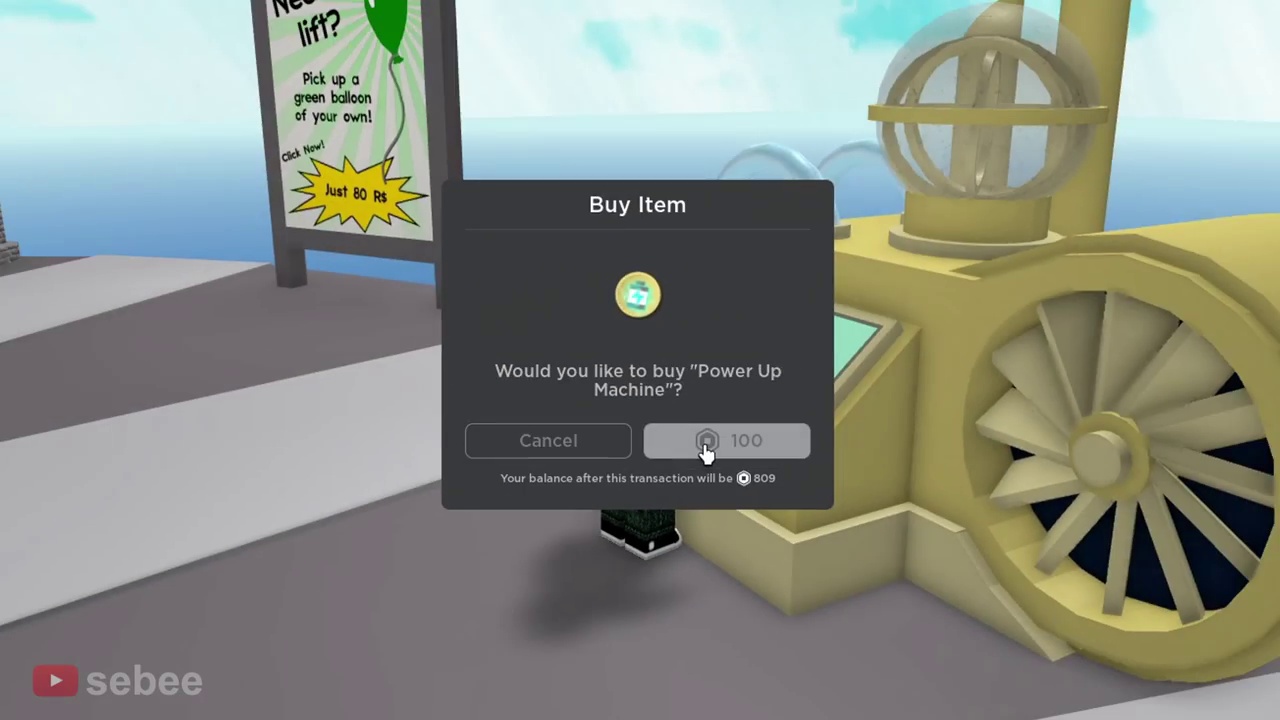 lift?
Pick up a
green balloon
of your own!
Click Now!
Just 80 R$
Buy Item
Would you like to buy "Power Up
Machine"?
Cancel
100
Your balance after this transaction will be 809
sebee